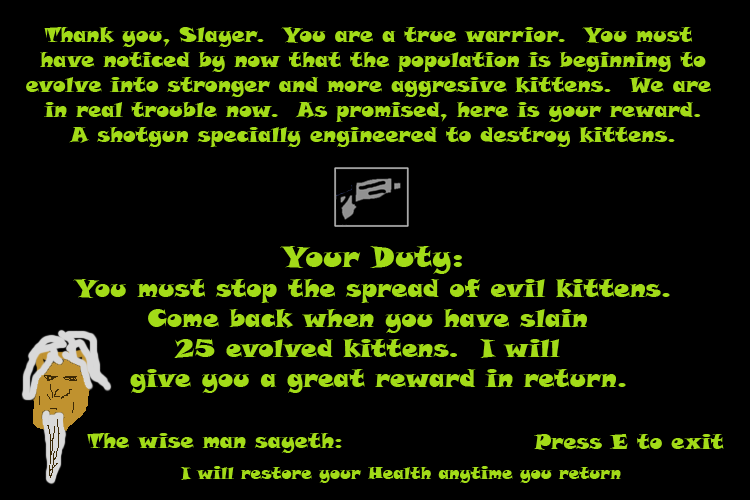 Thank you, Slayer. You are a true warrior. You must
have noticed by now that the population is beginning to
evolve into stronger and more aggresive kittens. We are
in real trouble now. As promised, here is your reward.
A shotgun specially engineered to destroy kittens.
Your Duty:
You must stop the spread of evil kittens.
Come back when you have slain
25 evolved kittens. I will
give you a great reward in return.
The wise man sayeth:
Press E to exit
I will restore your Health anytime you return